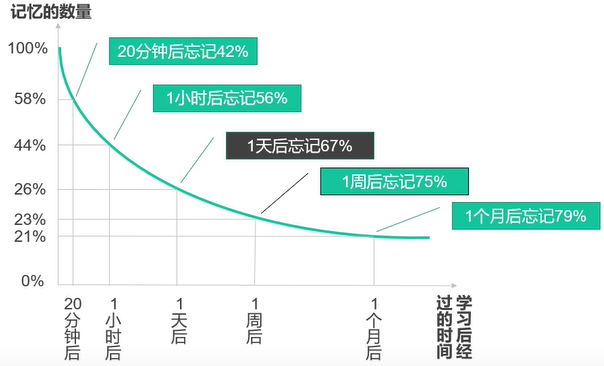 记忆的数量
100%
58%
44%
26%
23%
21%
0%
20分钟后忘记42%
1小时后忘记56%
1天后忘记67%
1周后忘记75%
1个月后忘记79%
20分钟后
1小时后
1天后
1周后
1个月后
学习后经
过的时间